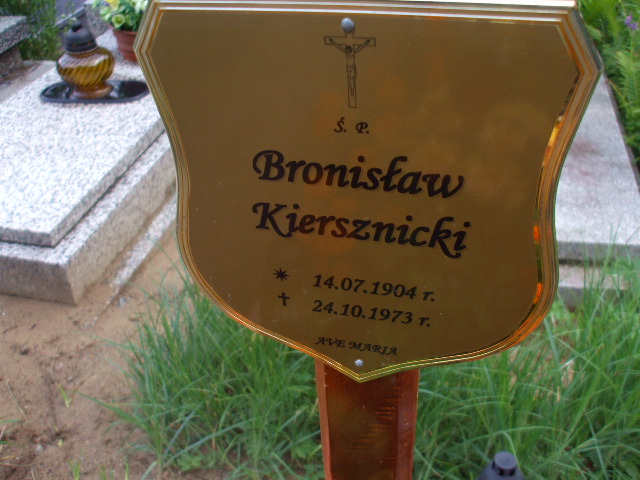 Ś. P.
Bronisław
Kiersznicki
* 14.07.1904 r.
† 24.10.1973 r.
AVE MARIA